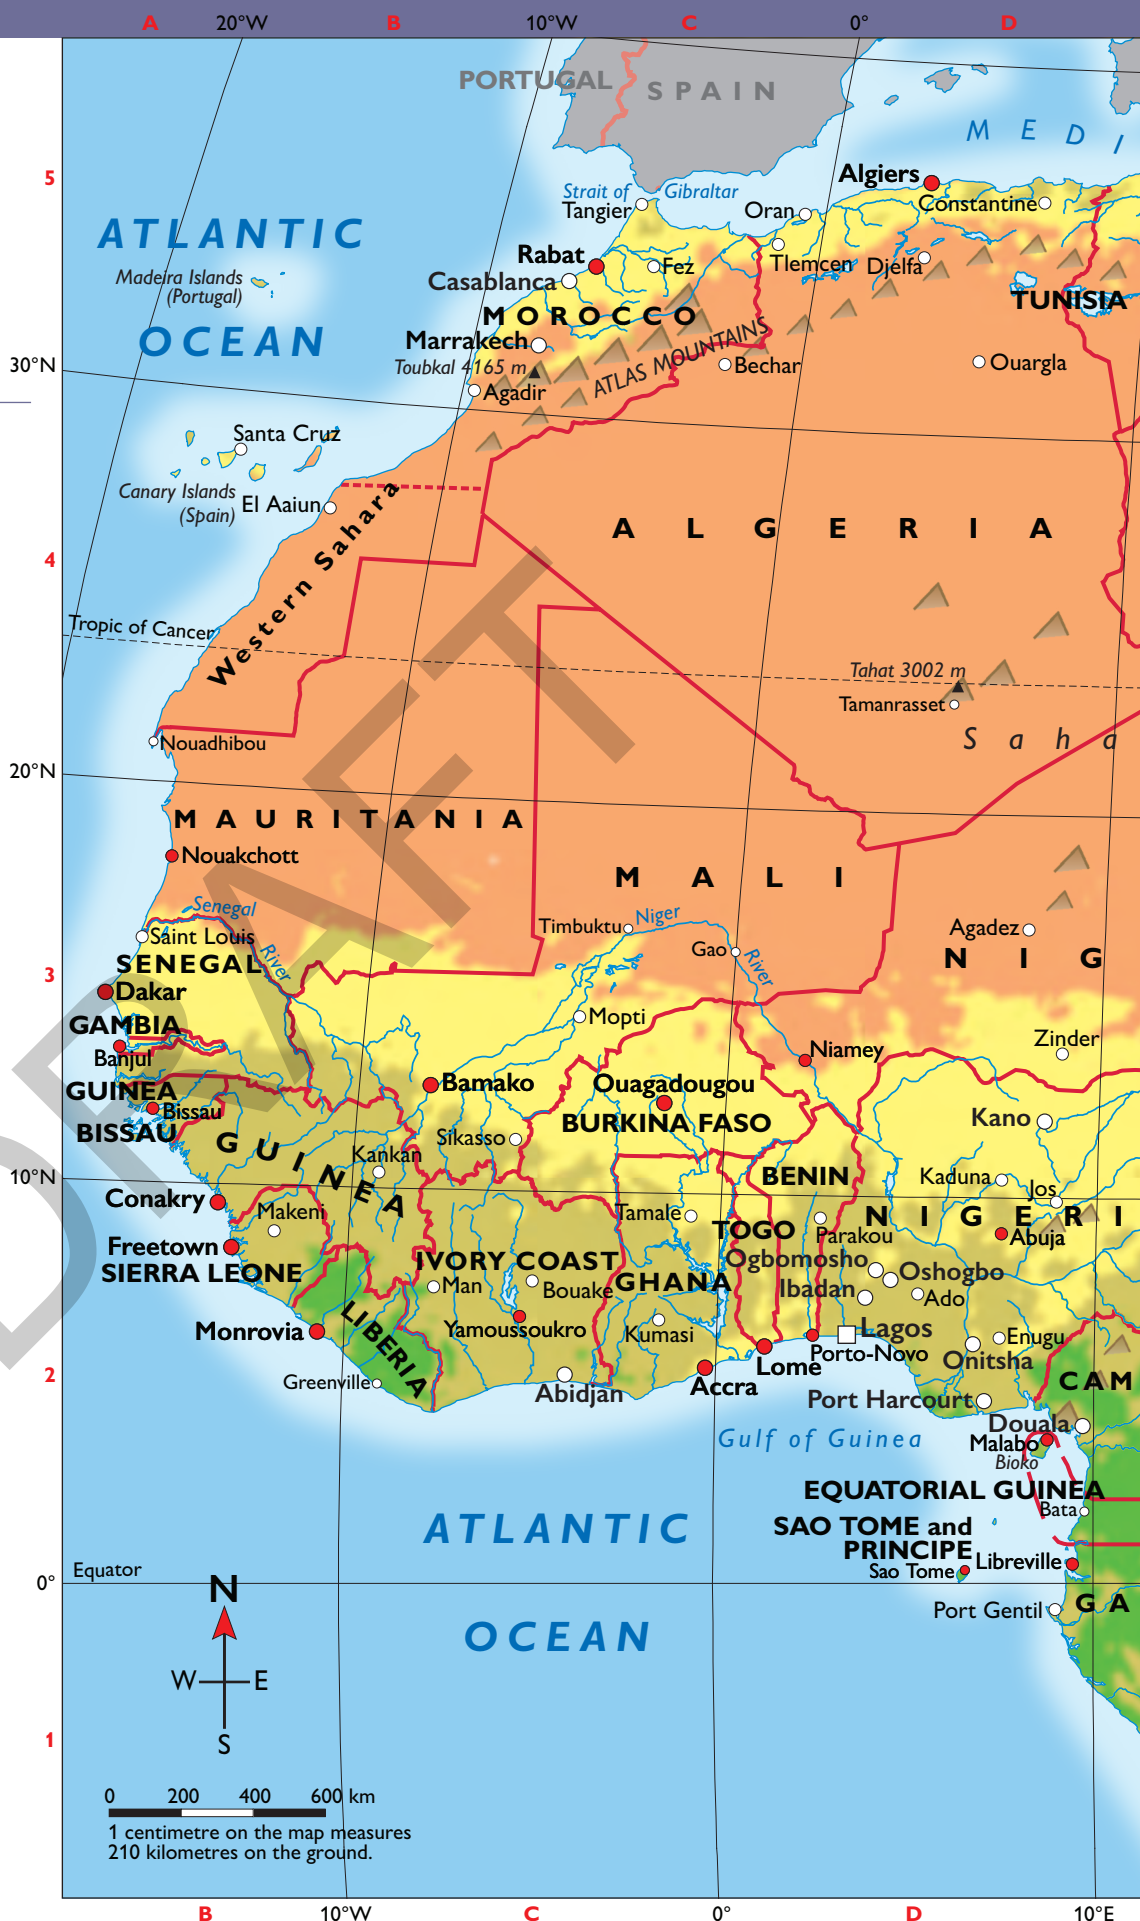 A 20°W B 10°W C 0° D
PORTUGAL
SPAIN
MEDI
5
Algiers
Strait of Gibraltar
Tangier
Oran
Constantine
ATLANTIC
Rabat
Fez
Tlemcen
Djelfa
Madeira Islands
(Portugal)
Casablanca
TUNISIA
MOROCCO
OCEAN
Marrakech
ATLAS MOUNTAINS
30°N
Toubkal 4165 m
Bechar
Ouargla
Agadir
Santa Cruz
Canary Islands
(Spain)
El Aaiun
Western Sahara
ALGERIA
4
Tropic of Cancer
Tahat 3002 m
Tamanrasset
Saha
Nouadhibou
20°N
MAURITANIA
Nouakchott
MALI
Senegal
River
Timbuktu
Niger
River
Agadez
Saint Louis
Gao
NIG
SENEGAL
3
Dakar
GAMBIA
Mopti
Zinder
Banjul
Niamey
Bamako
Ouagadougou
GUINEA
BISSAU
Bissau
BURKINA FASO
Kano
GUINEA
Sikasso
Kankan
10°N
BENIN
Kaduna
Jos
Conakry
Makeni
Tamale
TOGO
Parakou
NIGERI
Abuja
Freetown
SIERRA LEONE
IVORY COAST
Ogbomosho
Oshogbo
Man
Bouake
GHANA
Ibadan
Ado
Monrovia
LIBERIA
Yamoussoukro
Kumasi
Lagos
Enugu
Porto-Novo
Onitsha
2
Greenville
Abidjan
Lome
Accra
CAM
Port Harcourt
Gulf of Guinea
Douala
Malabo
Bioko
EQUATORIAL GUINEA
Bata
ATLANTIC
SAO TOME and
PRINCIPE
Sao Tome
Libreville
Equator
0°
N
OCEAN
Port Gentil
GA
W E
S
1
0 200 400 600 km
1 centimetre on the map measures
210 kilometres on the ground.
B 10°W C 0° D 10°E
DRAFT